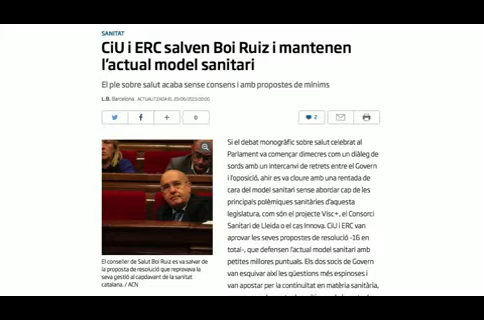 SANITAT
CiU i ERC salven Boi Ruiz i mantenen
l'actual model sanitari
El ple sobre salut acaba sense consens i amb propostes de mínims
L.B. Barcelona
0
2
Si el debat monogràfic sobre salut celebrat al
Parlament va començar dimecres com un diàleg de
sords amb un intercanvi de retrets entre el Govern
i l'oposició, ahir es va cloure amb una rentada de
cara del model sanitari sense abordar cap de les
principals polèmiques sanitàries d'aquesta
legislatura, com són el projecte Visc+, el Consorci
Sanitari de Lleida o el cas Innova. CiU i ERC van
aprovar les seves propostes de resolució -16 en
total-, que defensen l'actual model sanitari amb
petites millores puntuals. Els dos socis de Govern
van esquivar així les qüestions més espinoses i
van apostar per la continuïtat en matèria sanitària,
El conseller de Salut Boi Ruiz es va salvar de
la proposta de resolució que reprovava la
seva gestió al capdavant de la sanitat
catalana. / ACN